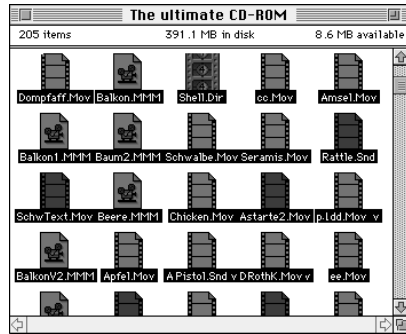 The ultimate CD-ROM
205 items 391.1 MB in disk 8.6 MB available
Dompfaff.Mov Balkon.MMM Shell.Dir cc.Mov Amsel.Mov
Balkon1.MMM Baum2.MMM Schwalbe.Mov Seramis.Mov Rattle.Snd
SchwText.Mov Beere.MMM Chicken.Mov Astarte2.Mov p.ldd.Mov v
BalkonV2.MMM Apfel.Mov A Pistol.Snd v DRothK.Mov v ee.Mov